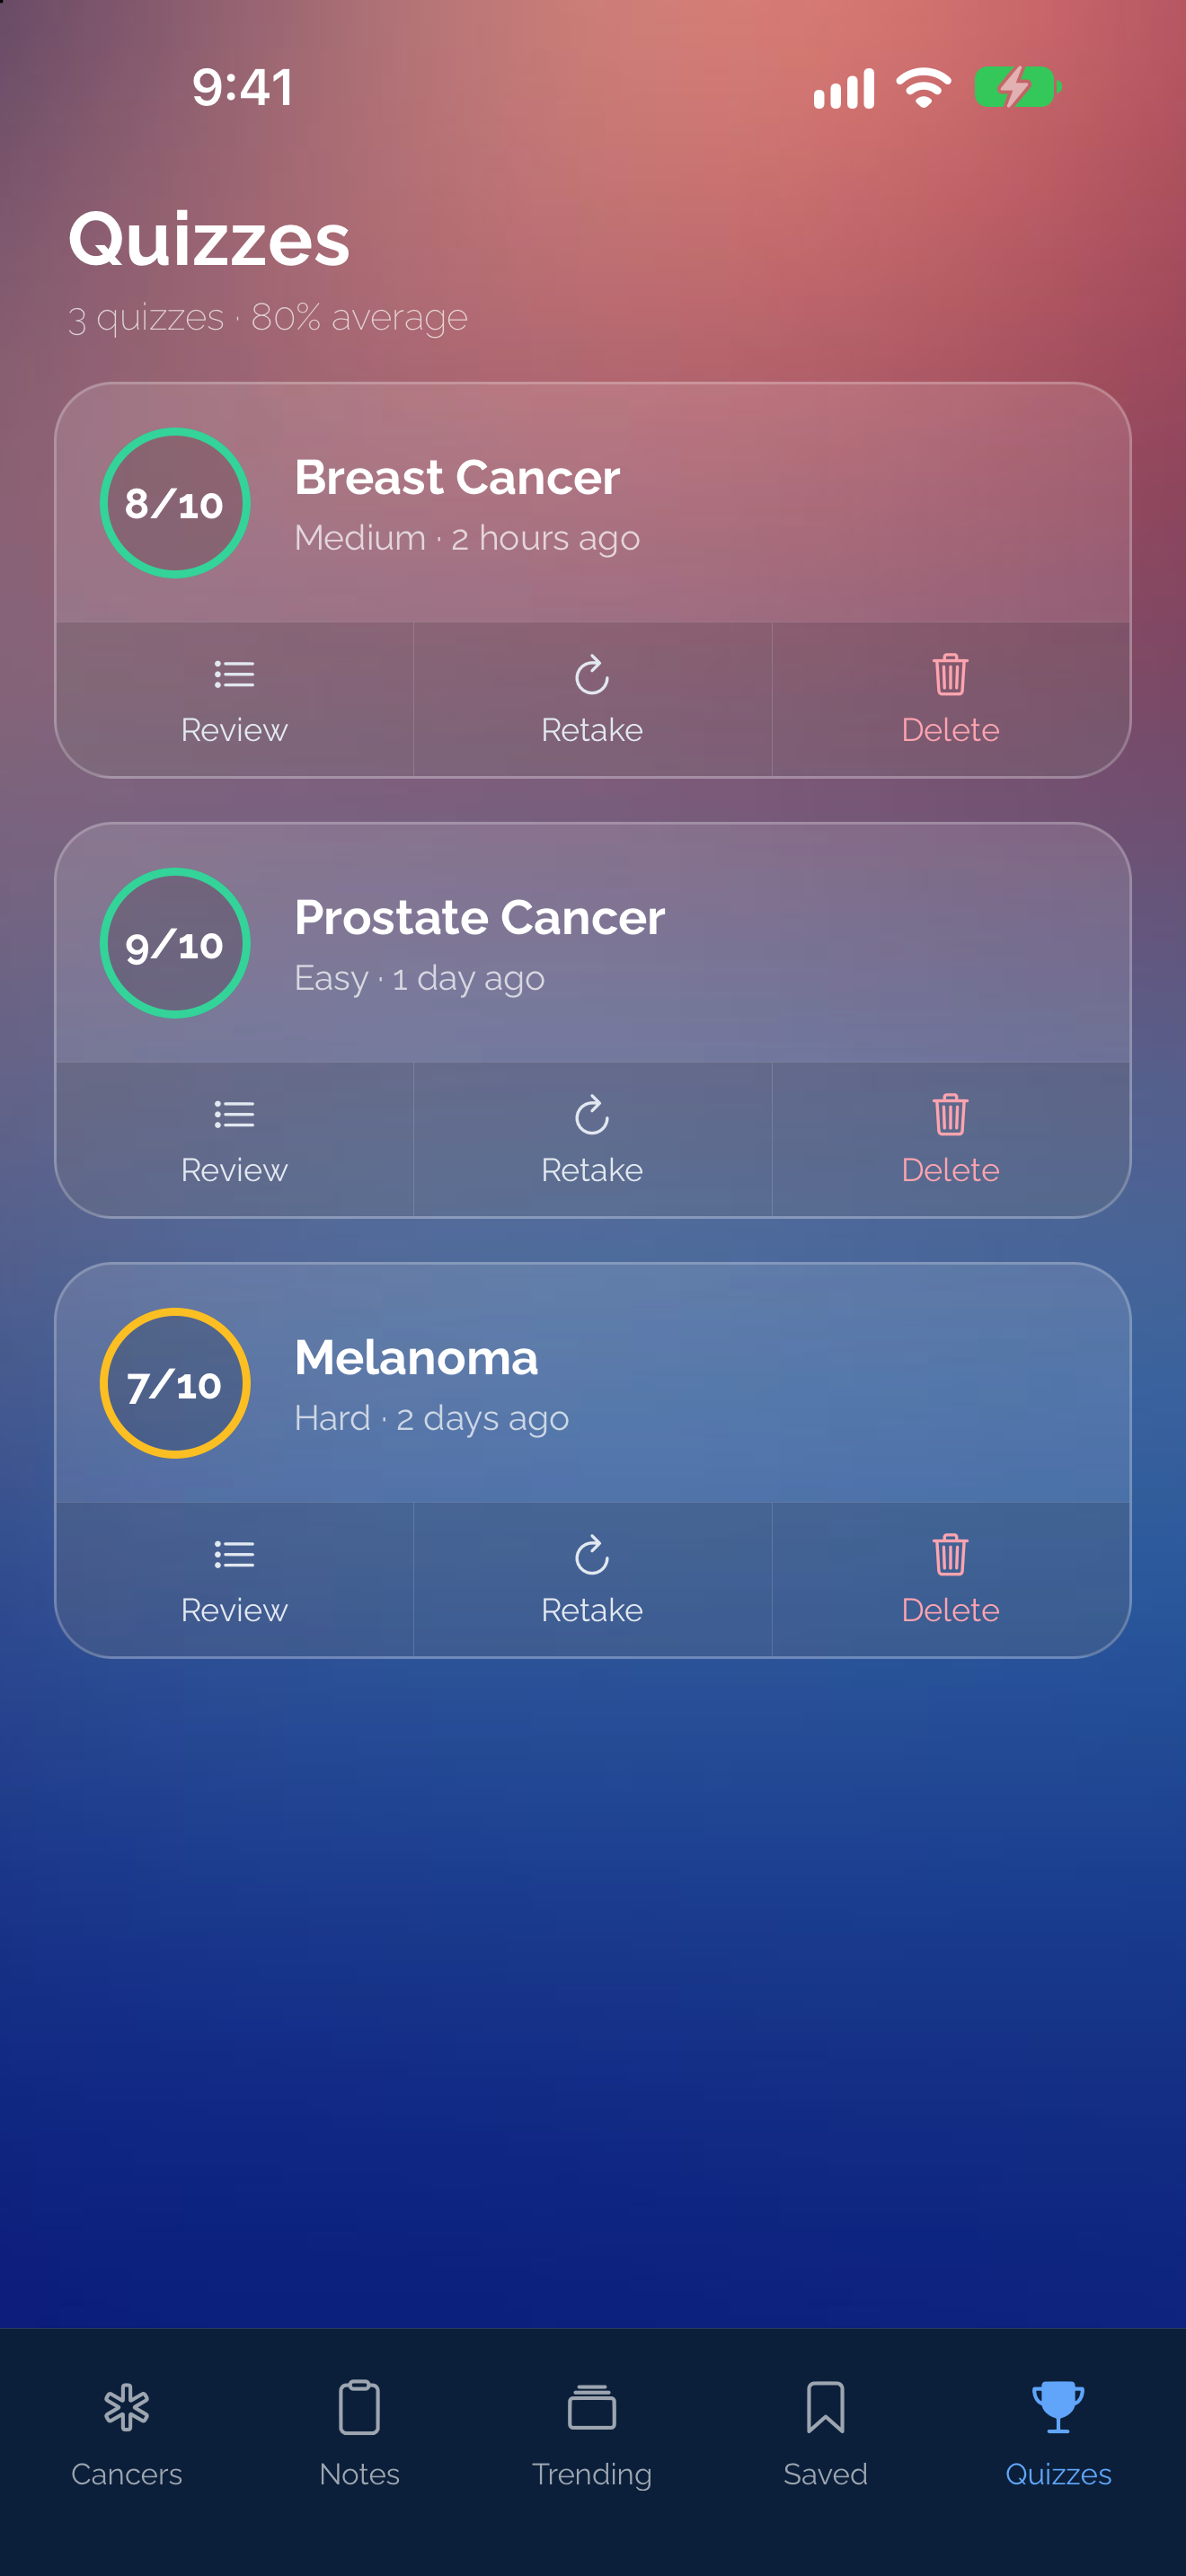 9:41
Quizzes
3 quizzes · 80% average
8/10
Breast Cancer
Medium · 2 hours ago
Review
Retake
Delete
9/10
Prostate Cancer
Easy · 1 day ago
Review
Retake
Delete
7/10
Melanoma
Hard · 2 days ago
Review
Retake
Delete
Cancers
Notes
Trending
Saved
Quizzes